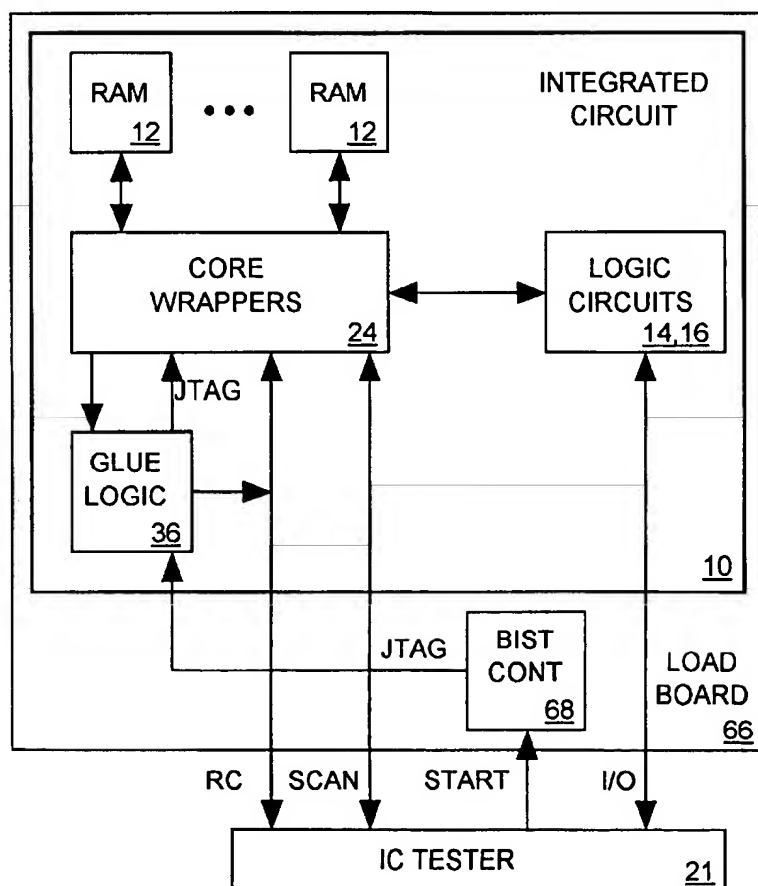 RAM
12
RAM
12
INTEGRATED
CIRCUIT
CORE
WRAPPERS
24
LOGIC
CIRCUITS
14,16
JTAG
GLUE
LOGIC
36
10
JTAG
BIST
CONT
68
LOAD
BOARD
66
RC
SCAN
START
I/O
IC TESTER
21